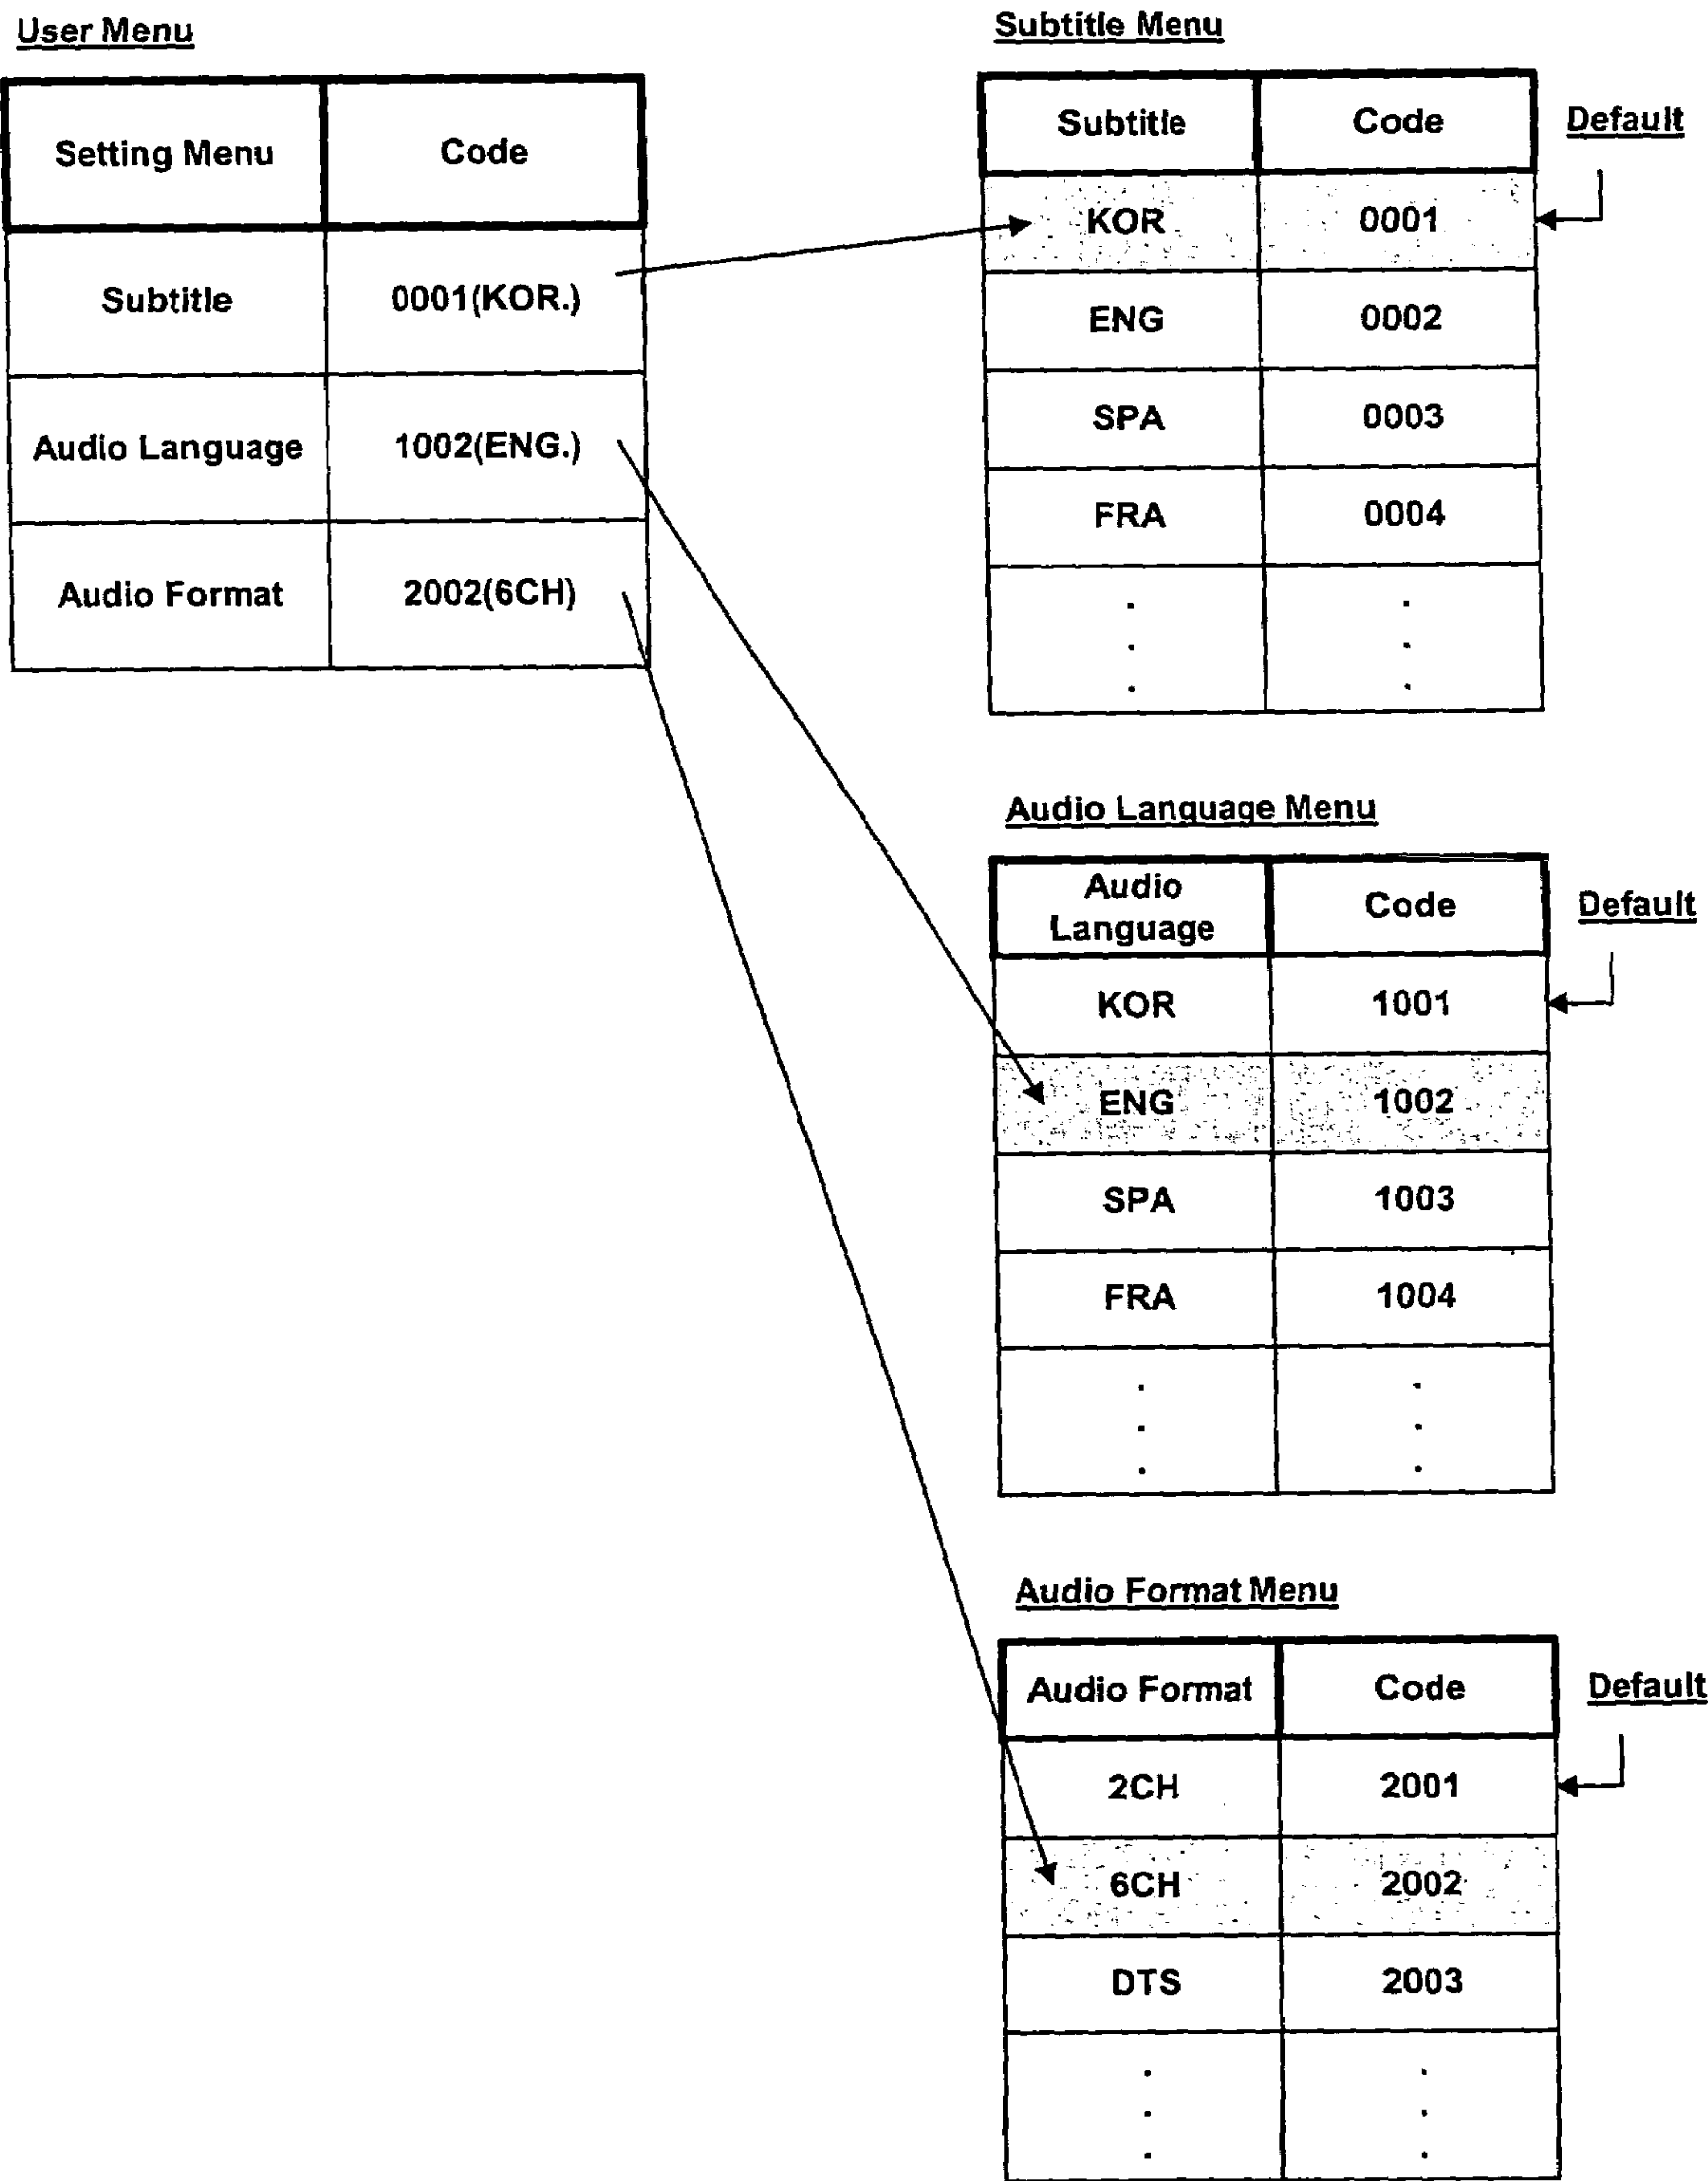 User Menu
Setting Menu Code
Subtitle 0001(KOR.)
Audio Language 1002(ENG.)
Audio Format 2002(6CH)
Subtitle Menu
Subtitle Code
Default
KOR 0001
ENG 0002
SPA 0003
FRA 0004
Audio Language Menu
Audio
Language
Code
Default
KOR 1001
ENG 1002
SPA 1003
FRA 1004
Audio Format Menu
Audio Format Code
Default
2CH 2001
6CH 2002
DTS 2003